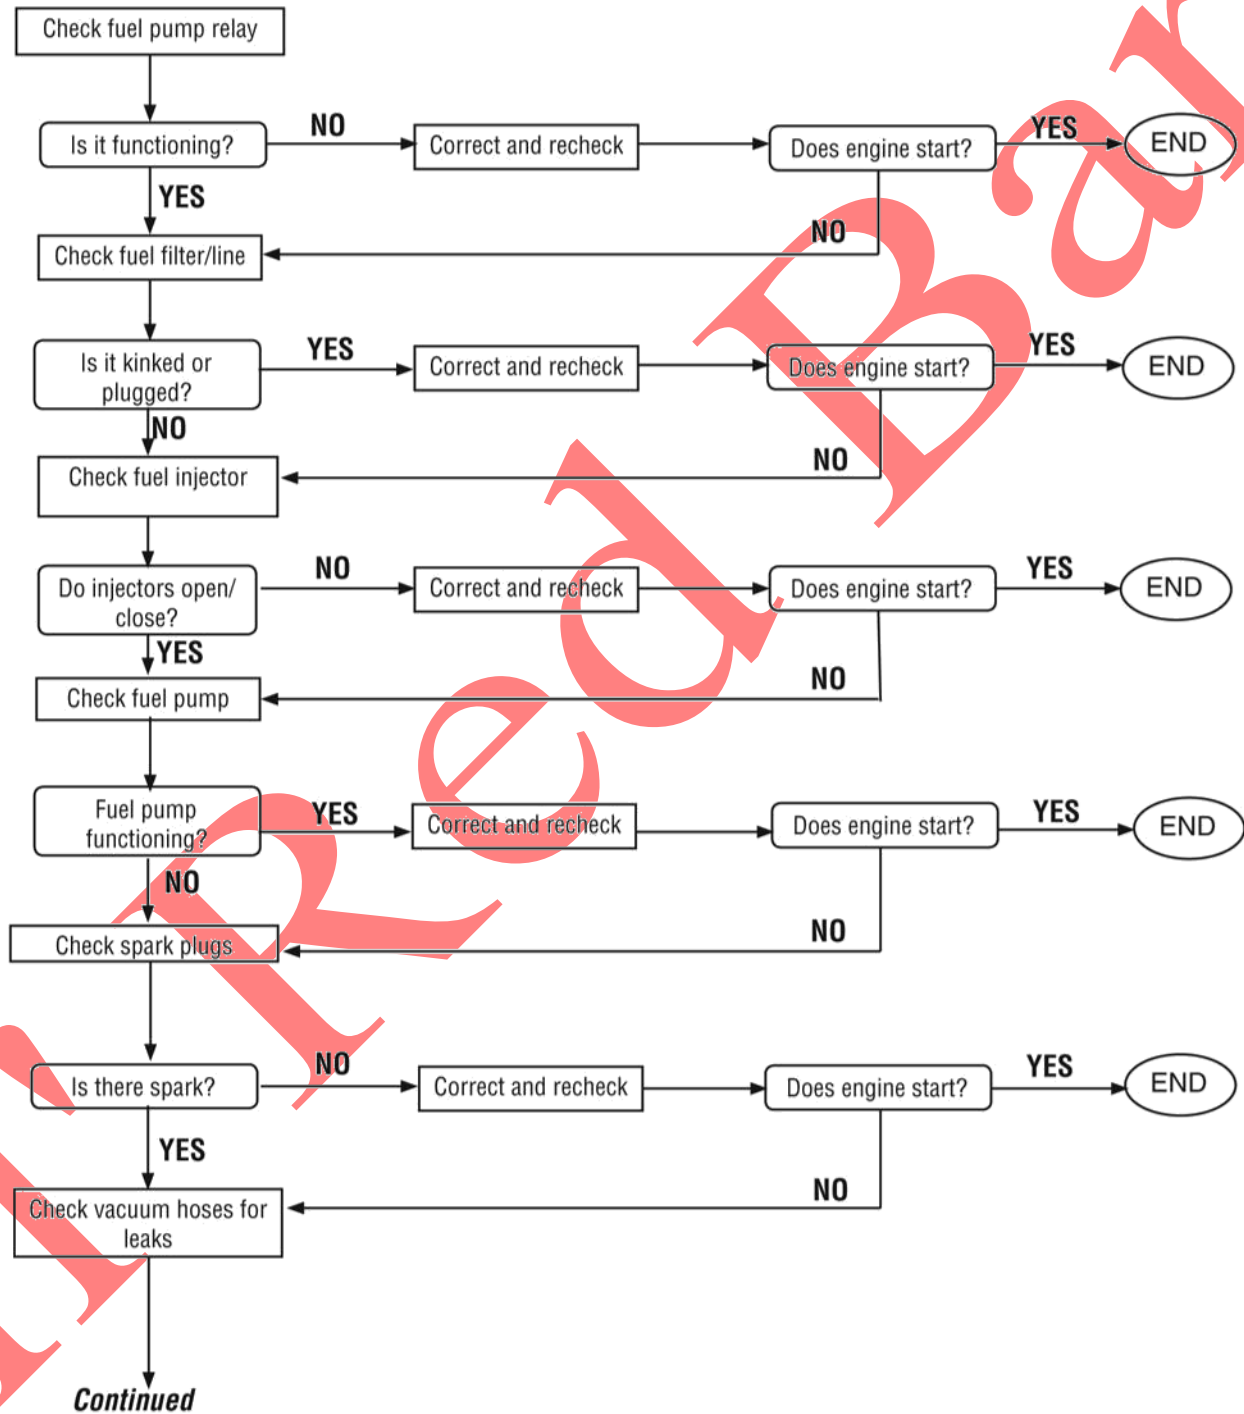 Check fuel pump relay
Is it functioning?
NO
Correct and recheck
Does engine start?
YES
END
YES
NO
Check fuel filter/line
Is it kinked or
plugged?
YES
Correct and recheck
Does engine start?
YES
END
NO
NO
Check fuel injector
Do injectors open/
close?
NO
Correct and recheck
Does engine start?
YES
END
YES
NO
Check fuel pump
Fuel pump
functioning?
YES
Correct and recheck
Does engine start?
YES
END
NO
NO
Check spark plugs
Is there spark?
NO
Correct and recheck
Does engine start?
YES
END
YES
NO
Check vacuum hoses for
leaks
Continued
Red Bar